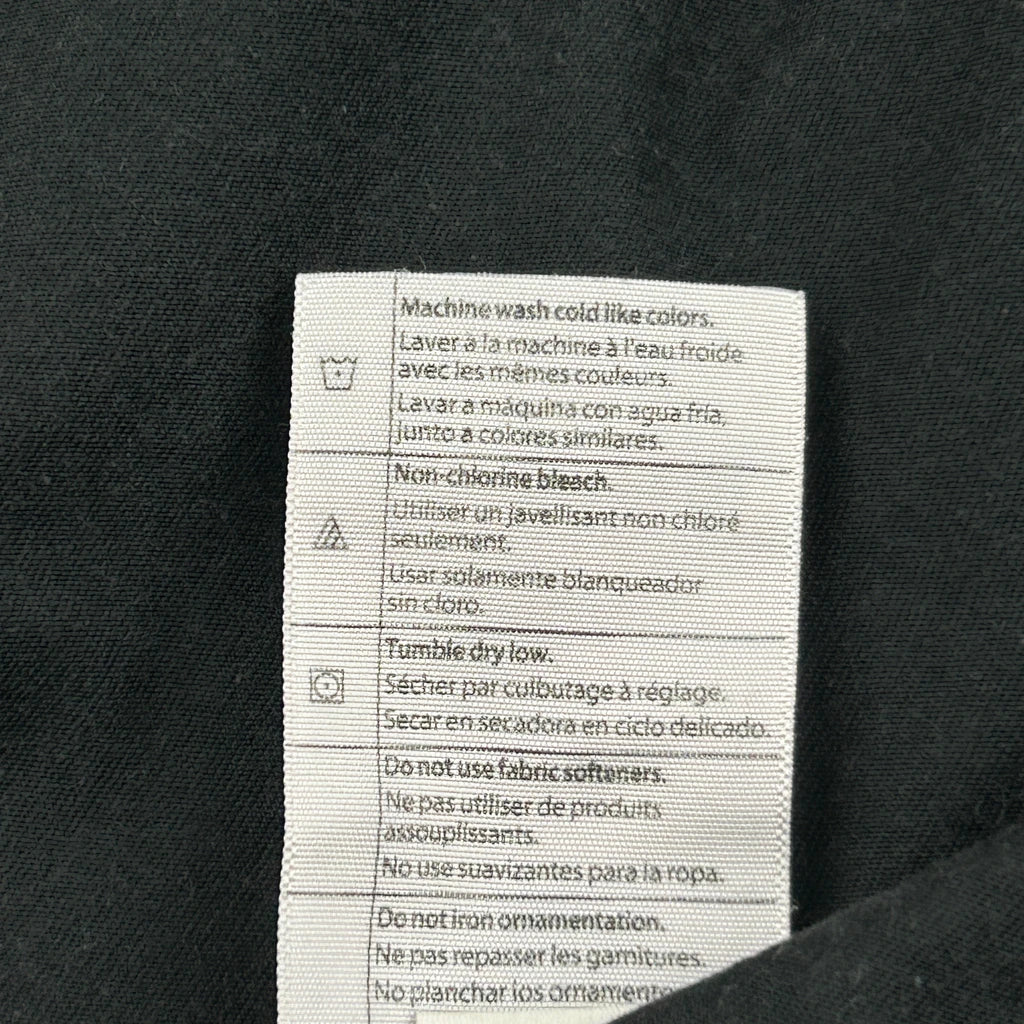 Machine wash cold like colors.
Laver à la machine à l'eau froide
avec les mêmes couleurs.
Lavar a máquina con agua fría,
junto a colores similares.
Non-chlorine bleach.
Utiliser un javellisant non chloré
seulement.
Usar solamente blanqueador
sin cloro.
Tumble dry low.
Sécher par culbutage à réglage.
Secar en secadora en ciclo delicado.
Do not use fabric softeners.
Ne pas utiliser de produits
assouplissants.
No use suavizantes para la ropa.
Do not iron ornamentation.
Ne pas repasser les garnitures.
No planchar los